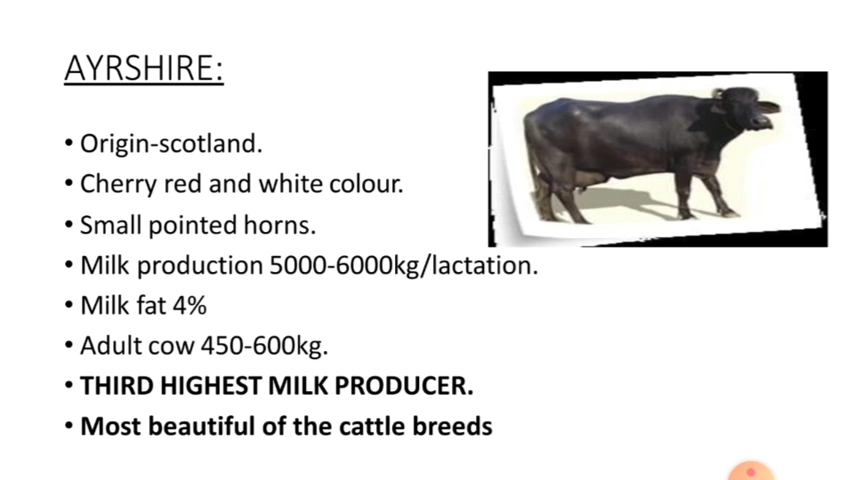 AYRSHIRE:
• Origin-scotland.
• Cherry red and white colour.
• Small pointed horns.
• Milk production 5000-6000kg/lactation.
• Milk fat 4%
• Adult cow 450-600kg.
• THIRD HIGHEST MILK PRODUCER.
• Most beautiful of the cattle breeds